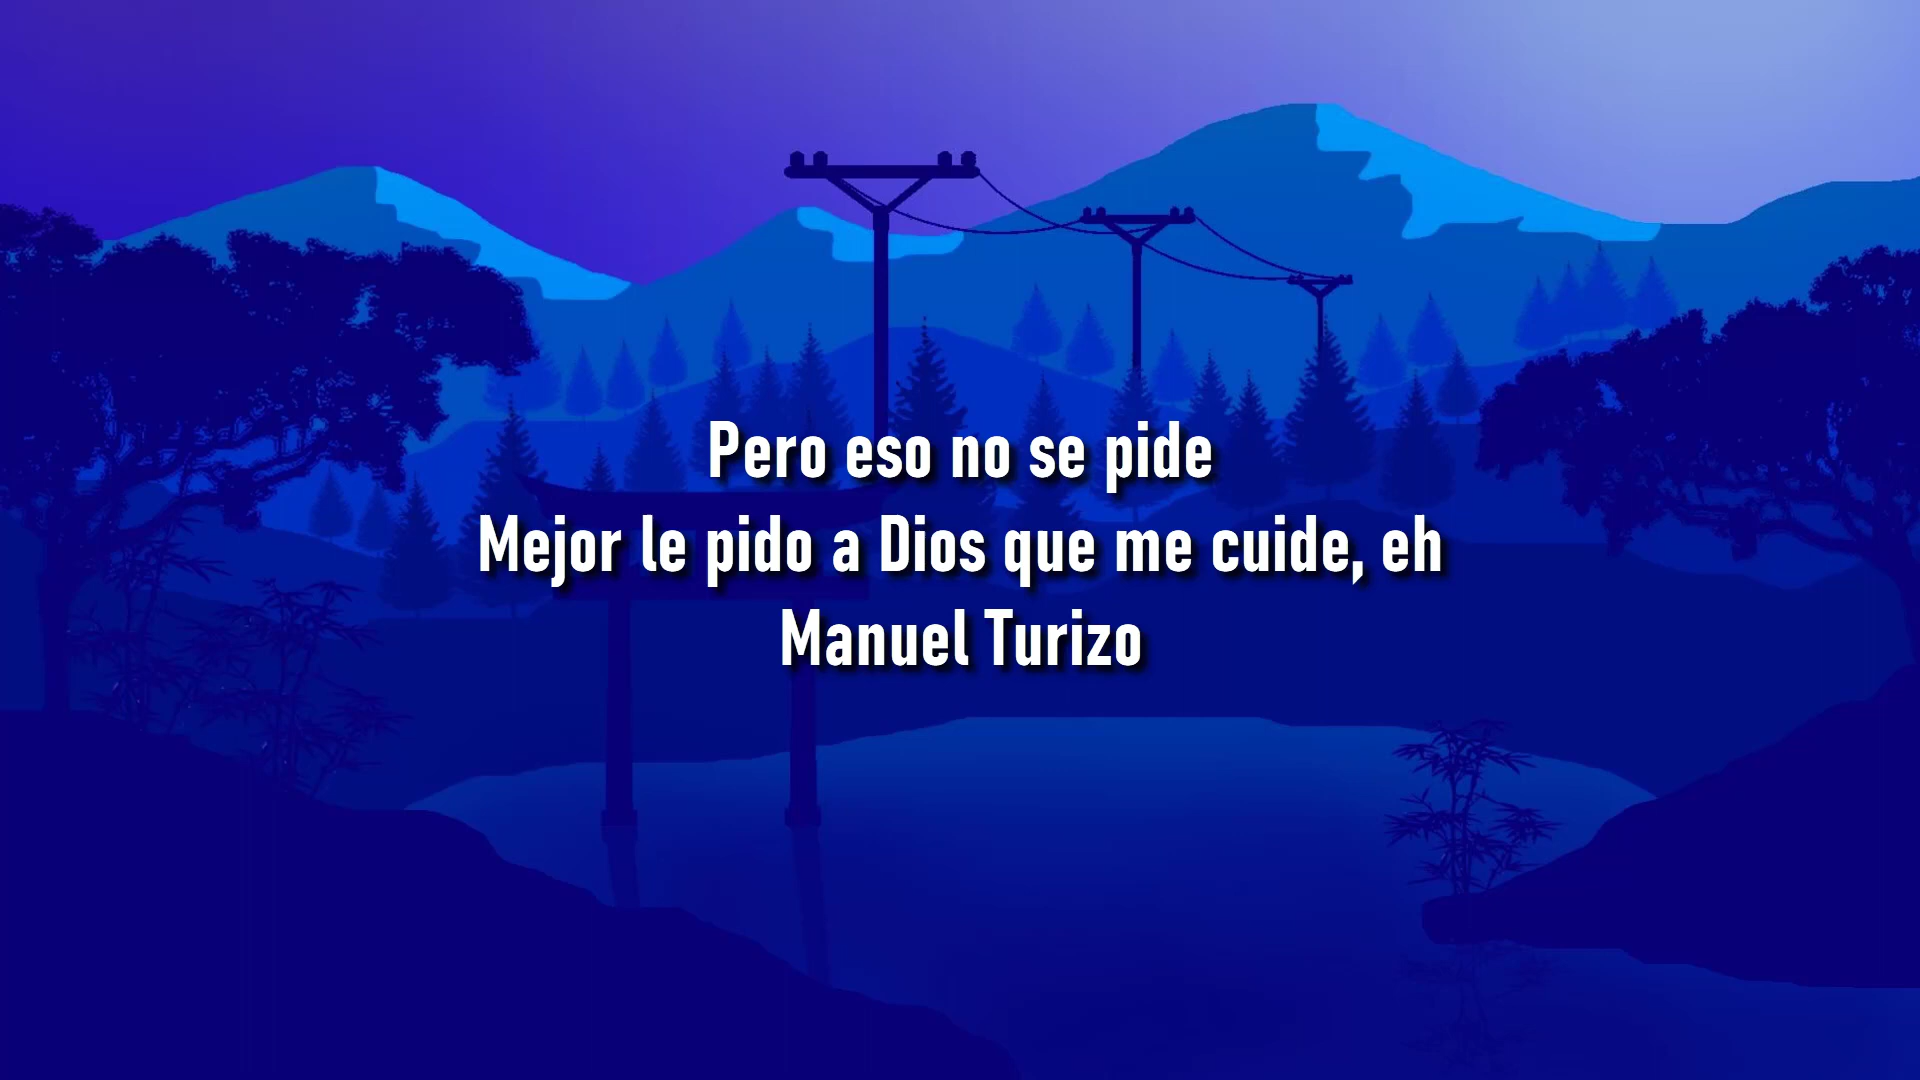 Pero eso no se pide
Mejor le pido a Dios que me cuide, eh
Manuel Turizo